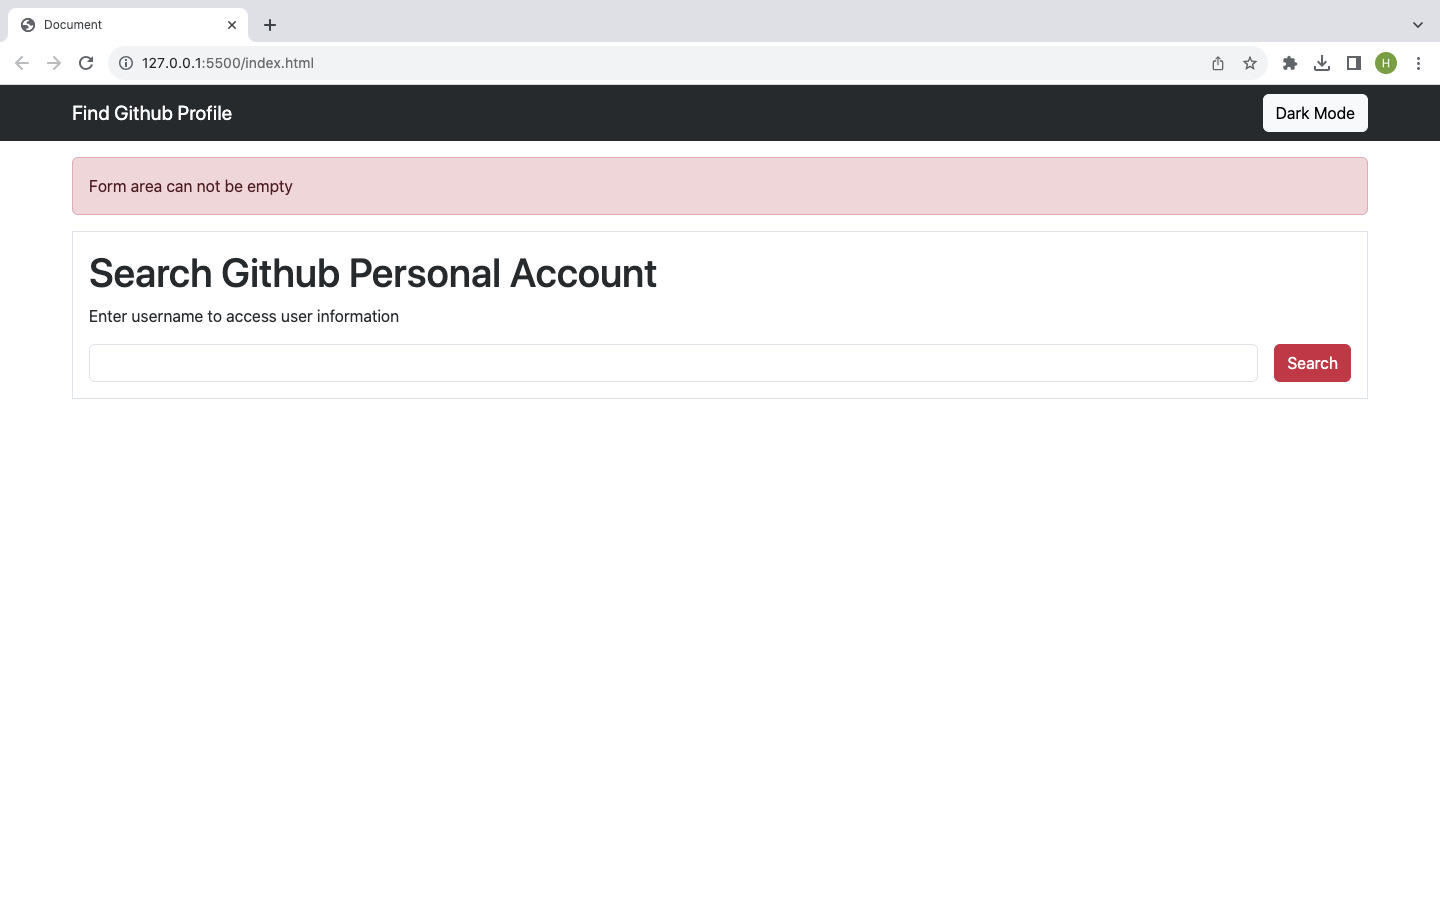 Document
127.0.0.1:5500/index.html
H
Find Github Profile
Dark Mode
Form area can not be empty
Search Github Personal Account
Enter username to access user information
Search